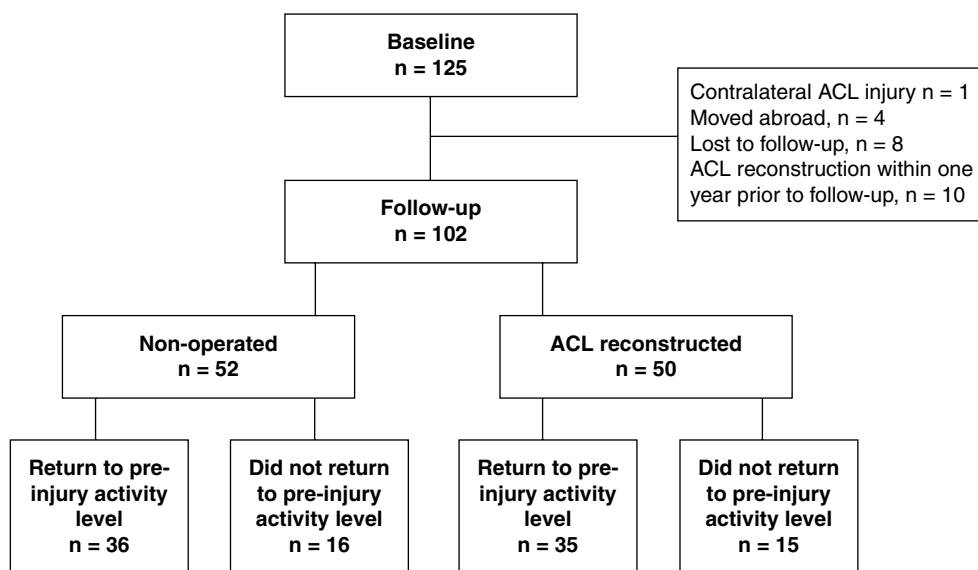 Baseline
n = 125
Contralateral ACL injury n = 1
Moved abroad, n = 4
Lost to follow-up, n = 8
ACL reconstruction within one
year prior to follow-up, n = 10
Follow-up
n = 102
Non-operated
n = 52
ACL reconstructed
n = 50
Return to pre-
injury activity
level
n = 36
Did not return
to pre-injury
activity level
n = 16
Return to pre-
injury activity
level
n = 35
Did not return
to pre-injury
activity level
n = 15